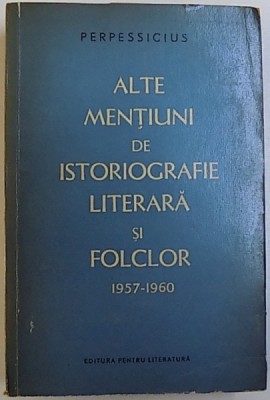 PERPESSICIUS
ALTE
MENȚIUNI
DE
ISTORIOGRAFIE
LITERARĂ
ȘI
FOLCLOR
1957-1960
EDITURA PENTRU LITERATURĂ